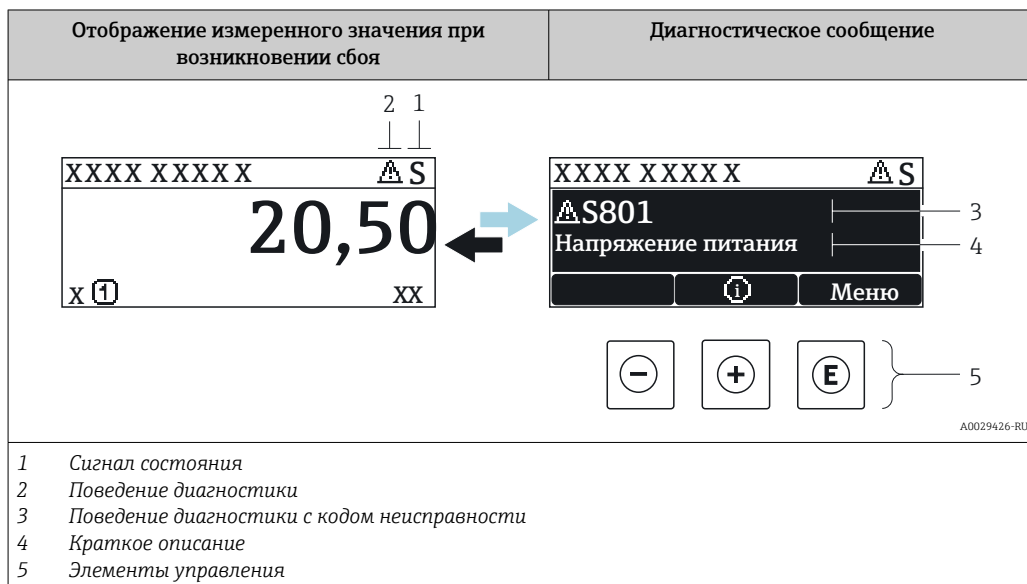 Отображение измеренного значения при
возникновении сбоя
Диагностическое сообщение
2 1
XXXX XXXXX
⚠S
20,50
X
1
XX
XXXX XXXXX
⚠S
⚠S801
3
Напряжение питания
4
i
Меню
−
+
E
5
A0029426-RU
1 Сигнал состояния
2 Поведение диагностики
3 Поведение диагностики с кодом неисправности
4 Краткое описание
5 Элементы управления